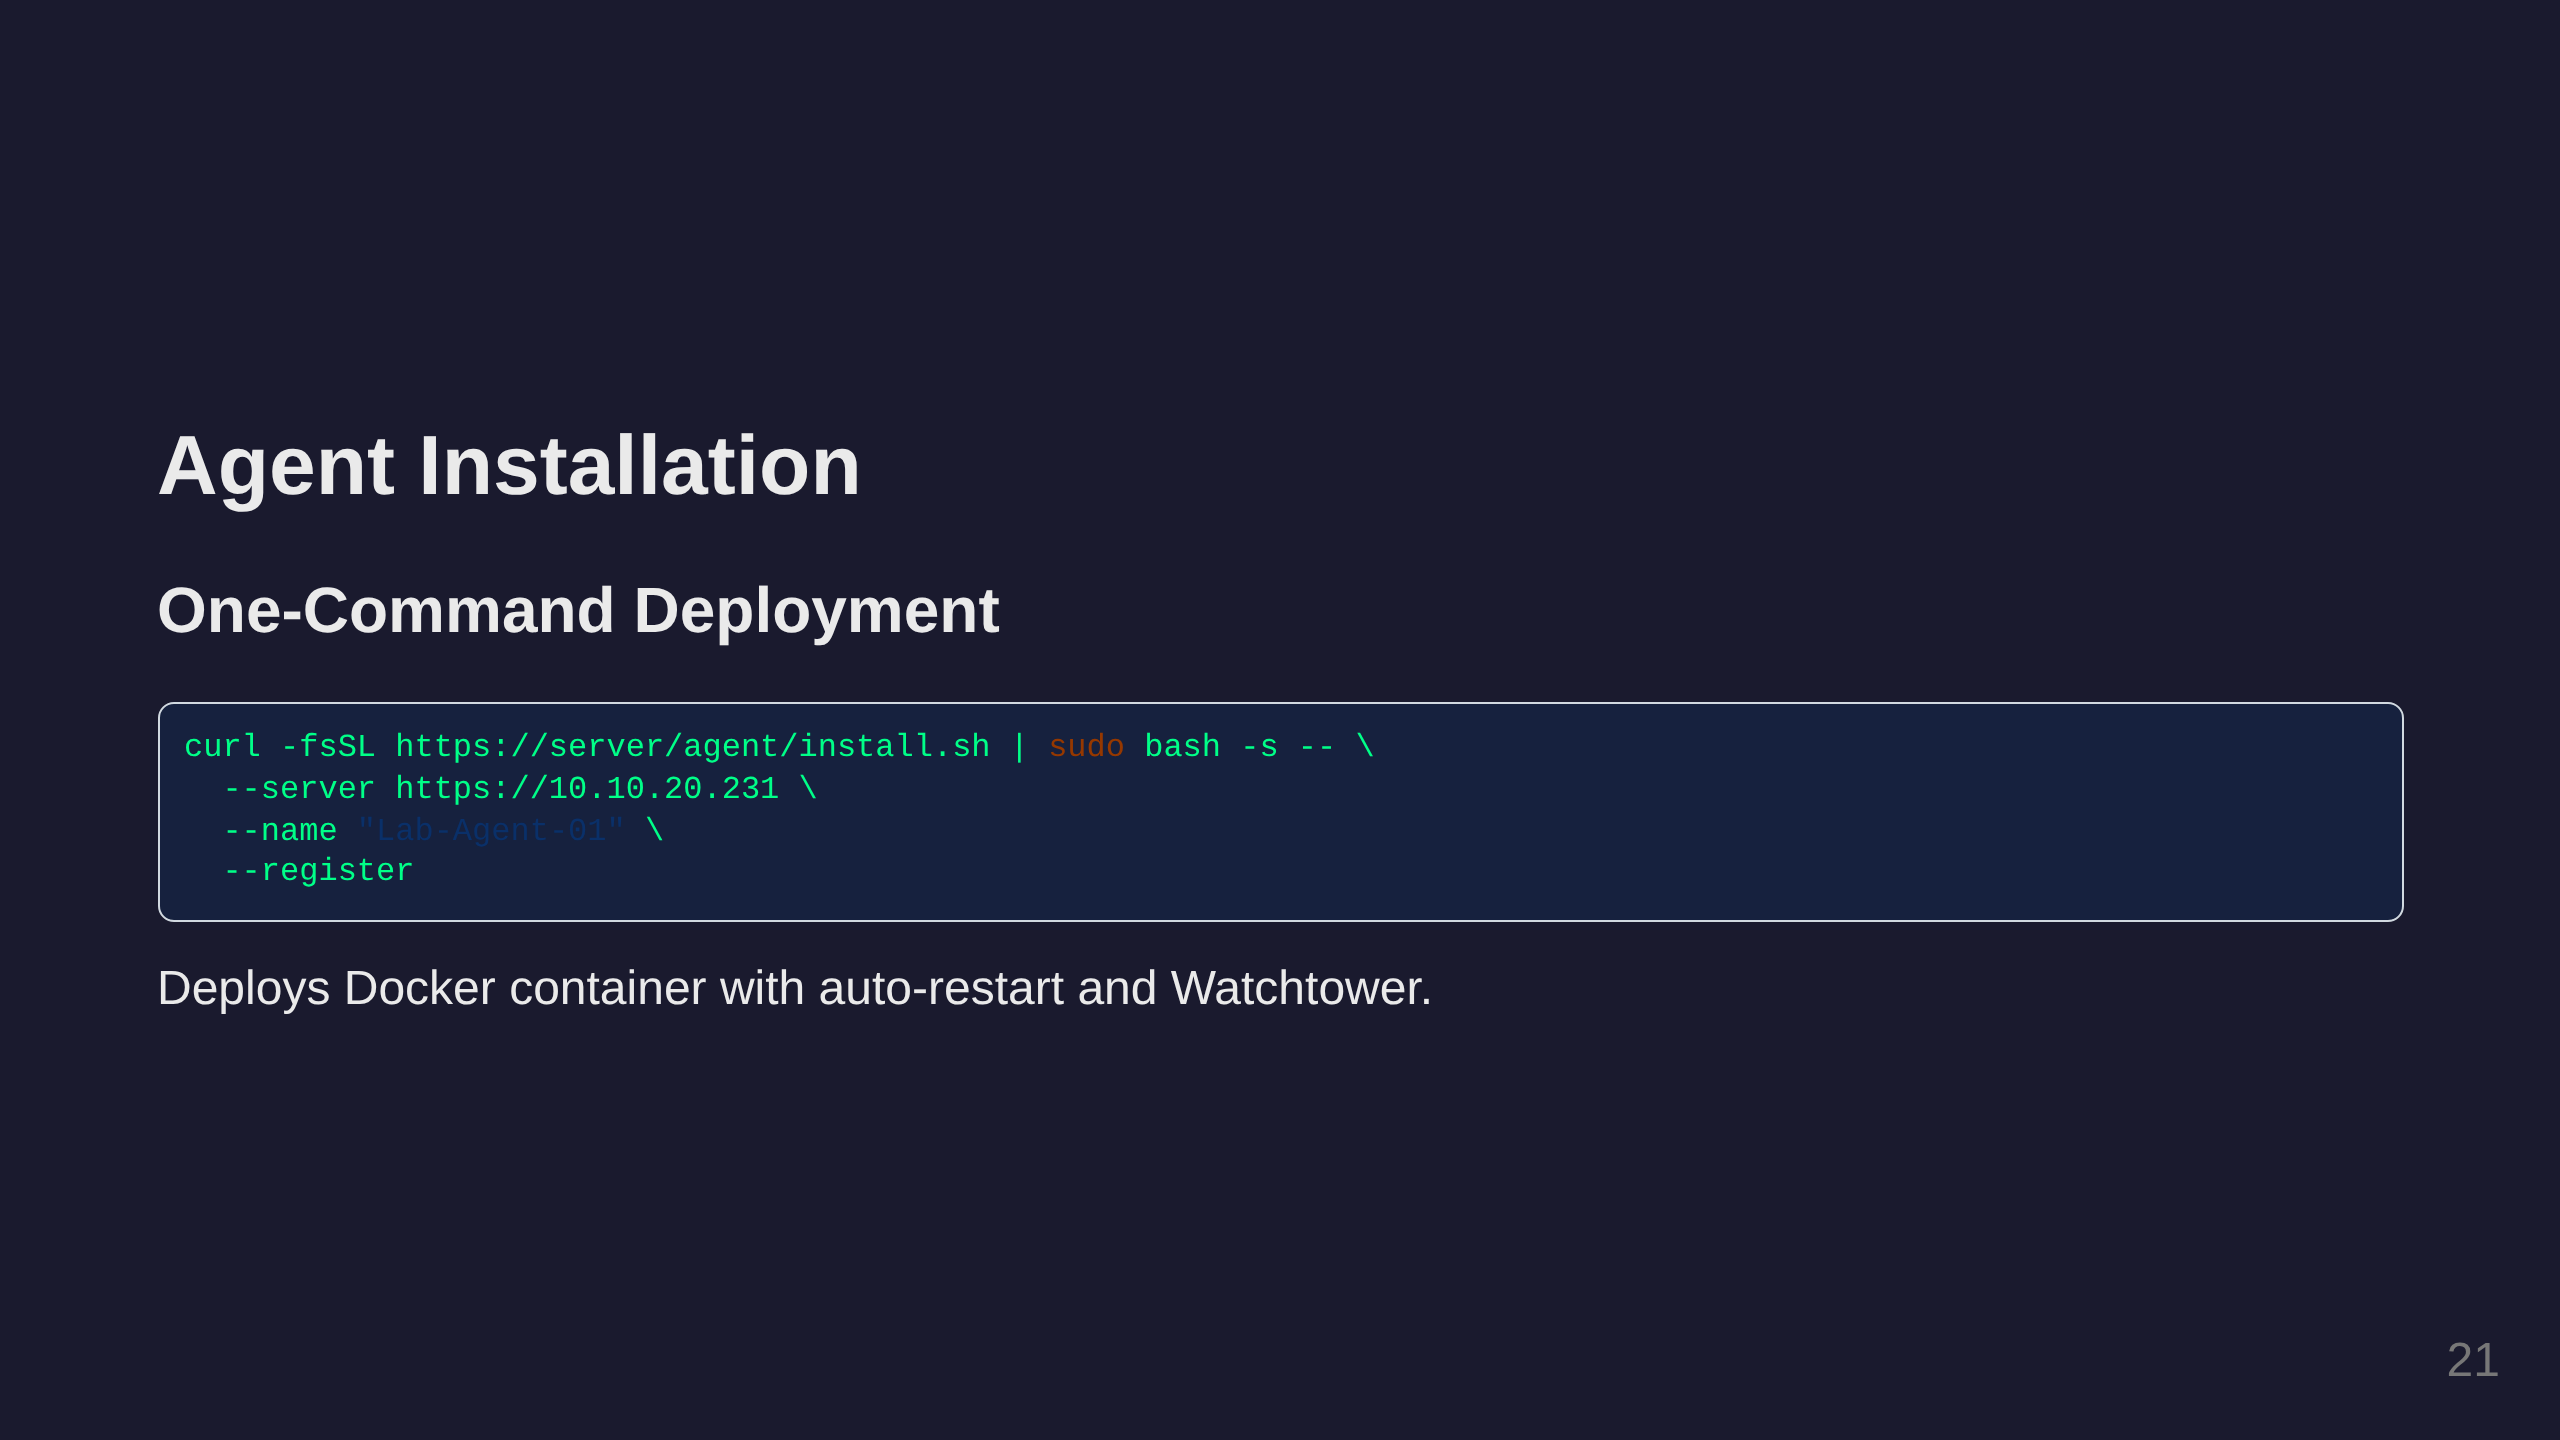 Agent Installation
One-Command Deployment
curl -fsSL https://server/agent/install.sh | sudo bash -s -- \
  --server https://10.10.20.231 \
  --name "Lab-Agent-01" \
  --register
Deploys Docker container with auto-restart and Watchtower.
21